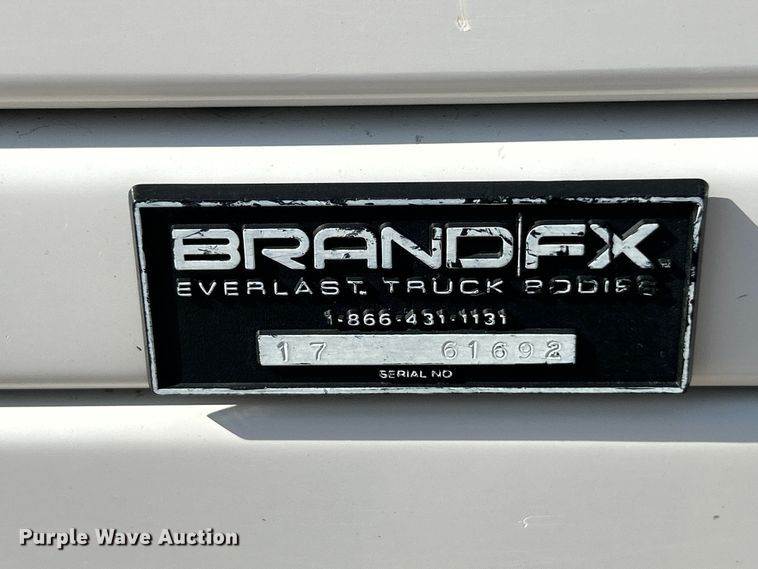 BRAND FX
EVERLAST TRUCK BODIES
1-866-431-1131
17 61692
SERIAL NO
Purple Wave Auction